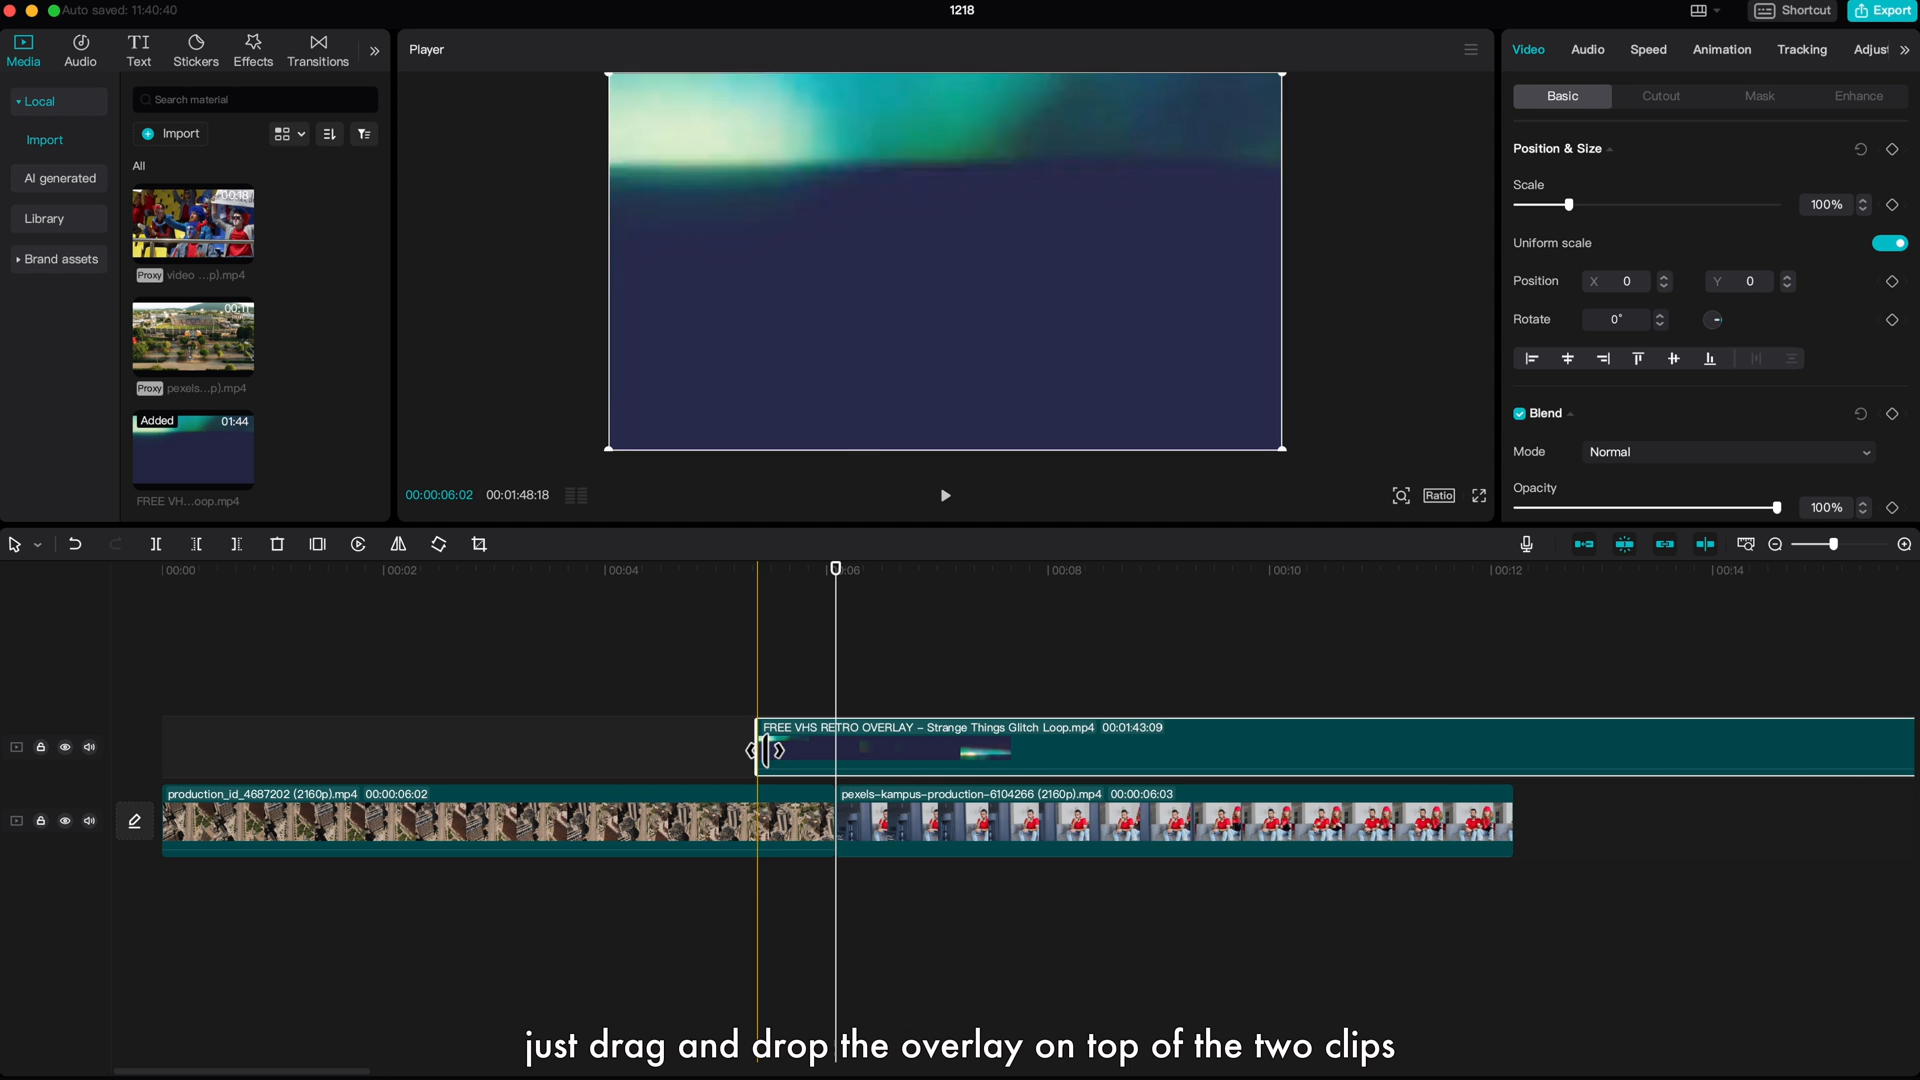 Auto saved: 11:40:40
1218
Shortcut
Export
Media
Audio
Text
Stickers
Effects
Transitions
Player
Video
Audio
Speed
Animation
Tracking
Local
Import
AI generated
Library
Brand assets
Search material
Import
All
00:18
Proxy video ...p).mp4
00:11
Proxy pexels...p).mp4
Added 01:44
FREE VH...oop.mp4
00:00:06:02 00:01:48:18
Ratio
Basic
Cutout
Mask
Enhance
Position & Size
Scale
100%
Uniform scale
Position X 0 Y 0
Rotate 0°
Blend
Mode Normal
Opacity
100%
00:00
00:02
00:04
00:06
00:08
00:10
00:12
00:14
FREE VHS RETRO OVERLAY – Strange Things Glitch Loop.mp4 00:01:43:09
production_id_4687202 (2160p).mp4 00:00:06:02
pexels-kampus-production-6104266 (2160p).mp4 00:00:06:03
just drag and drop the overlay on top of the two clips